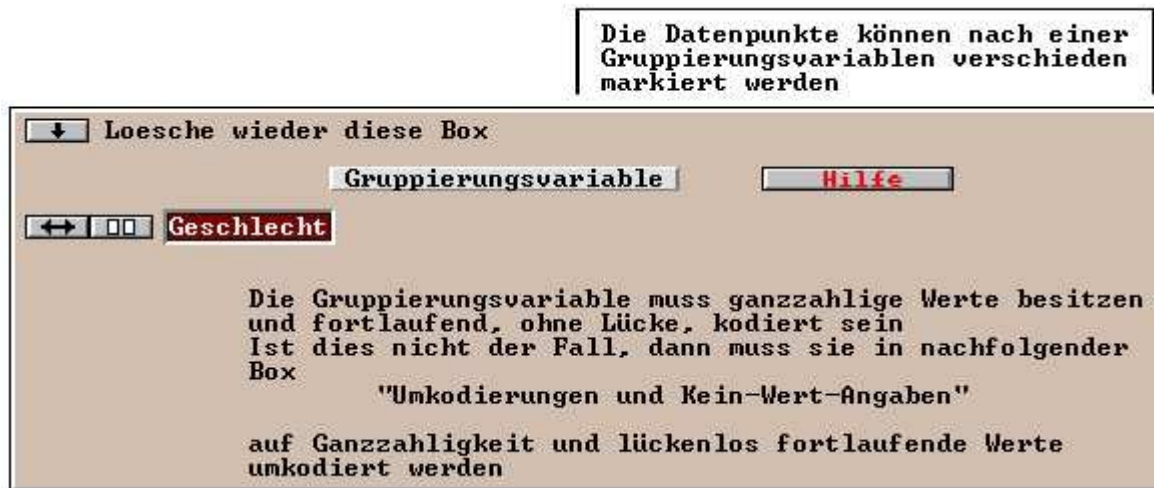 Die Datenpunkte können nach einer
Gruppierungsvariablen verschieden
markiert werden
Loesche wieder diese Box
Gruppierungsvariable Hilfe
Geschlecht
Die Gruppierungsvariable muss ganzzahlige Werte besitzen
und fortlaufend, ohne Lücke, kodiert sein
Ist dies nicht der Fall, dann muss sie in nachfolgender
Box
"Umkodierungen und Kein-Wert-Angaben"
auf Ganzzahligkeit und lückenlos fortlaufende Werte
umkodiert werden